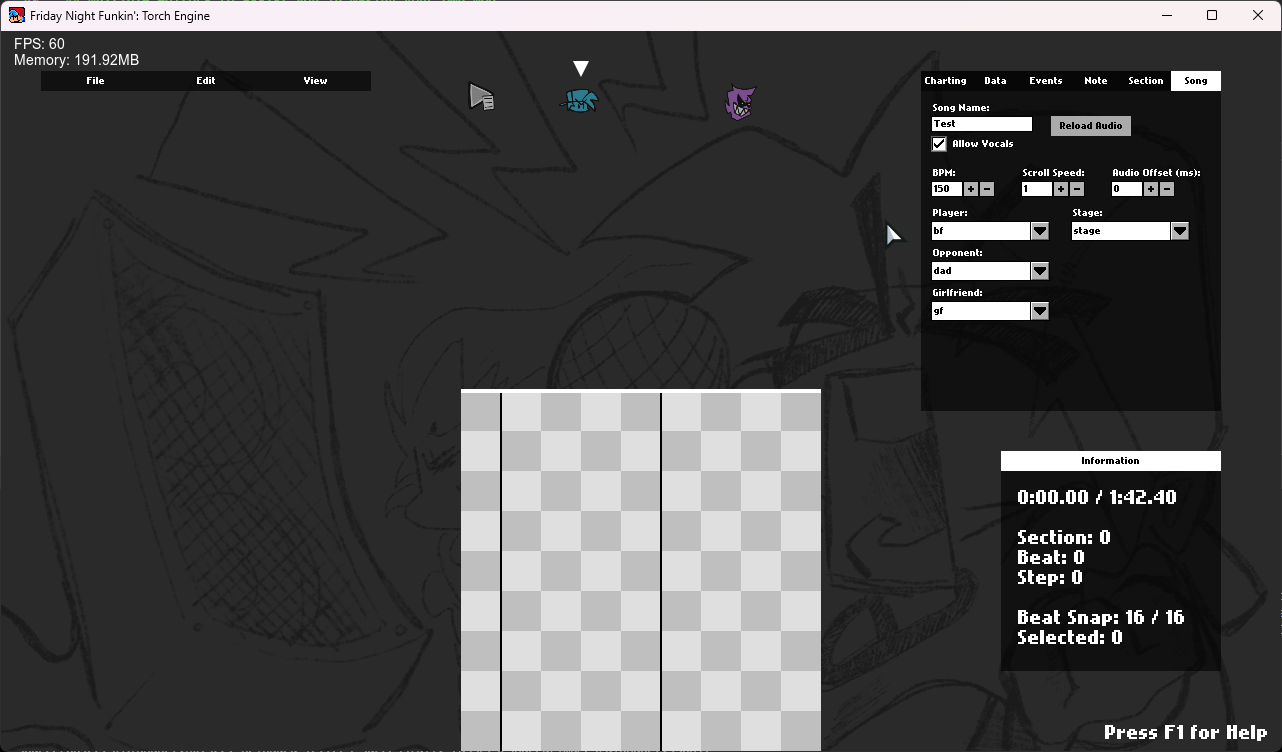 Friday Night Funkin': Torch Engine
FPS: 60
Memory: 191.92MB
File Edit View
Charting Data Events Note Section Song
Song Name:
Test Reload Audio
Allow Vocals
BPM: Scroll Speed: Audio Offset (ms):
150 + - 1 + - 0 + -
Player: Stage:
bf stage
Opponent:
dad
Girlfriend:
gf
Information
0:00.00 / 1:42.40
Section: 0
Beat: 0
Step: 0
Beat Snap: 16 / 16
Selected: 0
Press F1 for Help